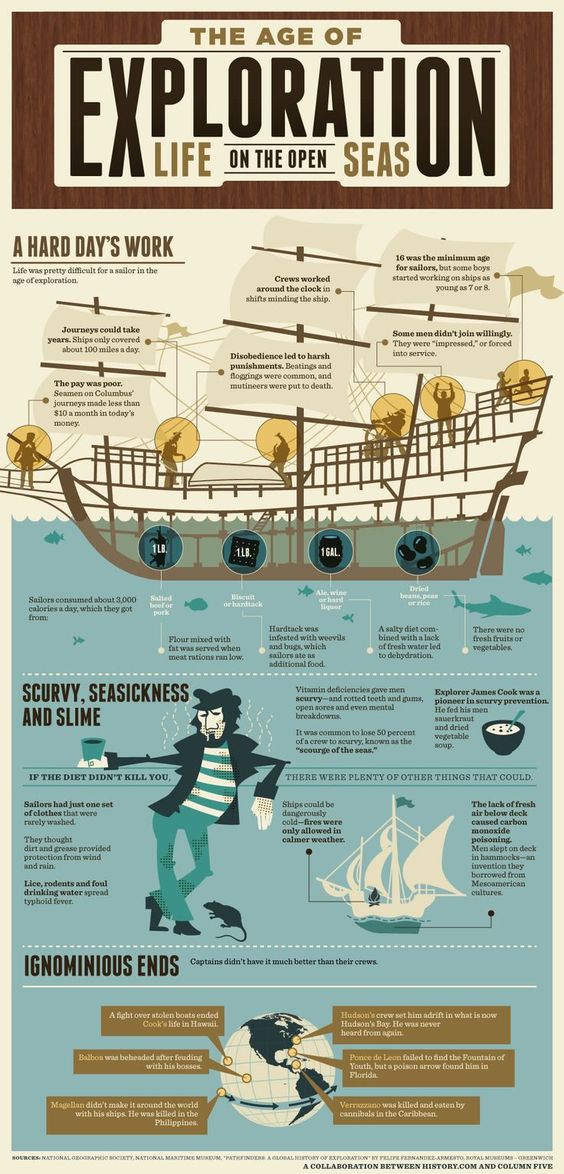 THE AGE OF
EXPLORATION
LIFE ON THE OPEN SEAS
A HARD DAY'S WORK
Life was pretty difficult for a sailor in the
age of exploration.
16 was the minimum age
for sailors, but some boys
started working on ships as
young as 7 or 8.
Crews worked
around the clock in
shifts minding the ship.
Journeys could take
years. Ships only covered
about 100 miles a day.
Some men didn't join willingly.
They were "impressed," or forced
into service.
Disobedience led to harsh
punishments. Beatings and
floggings were common, and
mutineers were put to death.
The pay was poor.
Seamen on Columbus'
journeys made less than
$10 a month in today's
money.
1 LB.
1 LB.
1 GAL.
Sailors consumed about 3,000
calories a day, which they got
from:
Salted
beef or
pork
Biscuit
or hardtack
Ale, wine
or hard
liquor
Dried
beans, peas
or rice
Flour mixed with
fat was served when
meat rations ran low.
Hardtack was
infested with weevils
and bugs, which
sailors ate as
additional food.
A salty diet com-
bined with a lack
of fresh water led
to dehydration.
There were no
fresh fruits or
vegetables.
SCURVY, SEASICKNESS
AND SLIME
Vitamin deficiencies gave men
scurvy—and rotted teeth and gums,
open sores and even mental
breakdowns.
It was common to lose 50 percent
of a crew to scurvy, known as the
"scourge of the seas."
Explorer James Cook was a
pioneer in scurvy prevention.
He fed his men
sauerkraut
and dried
vegetable
soup.
IF THE DIET DIDN'T KILL YOU, THERE WERE PLENTY OF OTHER THINGS THAT COULD.
Sailors had just one set
of clothes that were
rarely washed.
They thought
dirt and grease provided
protection from wind
and rain.
Lice, rodents and foul
drinking water spread
typhoid fever.
Ships could be
dangerously
cold—fires were
only allowed in
calmer weather.
The lack of fresh
air below deck
caused carbon
monoxide
poisoning.
Men slept on deck
in hammocks—an
invention they
borrowed from
Mesoamerican
cultures.
IGNOMINIOUS ENDS
Captains didn't have it much better than their crews.
A fight over stolen boats ended
Cook's life in Hawaii.
Balboa was beheaded after feuding
with his bosses.
Magellan didn't make it around the world
with his ships. He was killed in the
Philippines.
Hudson's crew set him adrift in what is now
Hudson's Bay. He was never
heard from again.
Ponce de Leon failed to find the Fountain of
Youth, but a poison arrow found him in
Florida.
Verrazzano was killed and eaten by
cannibals in the Caribbean.
SOURCES: NATIONAL GEOGRAPHIC SOCIETY, NATIONAL MARITIME MUSEUM, "PATHFINDERS: A GLOBAL HISTORY OF EXPLORATION" BY FELIPE FERNANDEZ-ARMESTO, ROYAL MUSEUMS – GREENWICH
A COLLABORATION BETWEEN HISTORY.COM AND COLUMN FIVE